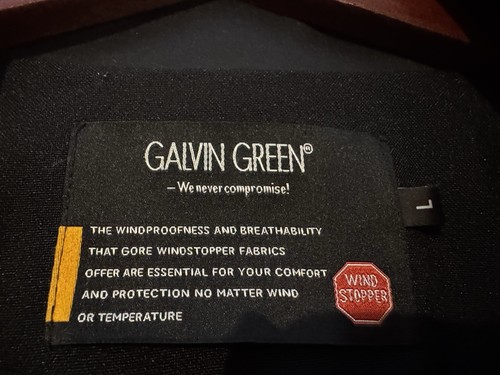 GALVIN GREEN®
– We never compromise!
L
THE WINDPROOFNESS AND BREATHABILITY
THAT GORE WINDSTOPPER FABRICS
OFFER ARE ESSENTIAL FOR YOUR COMFORT
AND PROTECTION NO MATTER WIND
OR TEMPERATURE
WIND
STOPPER